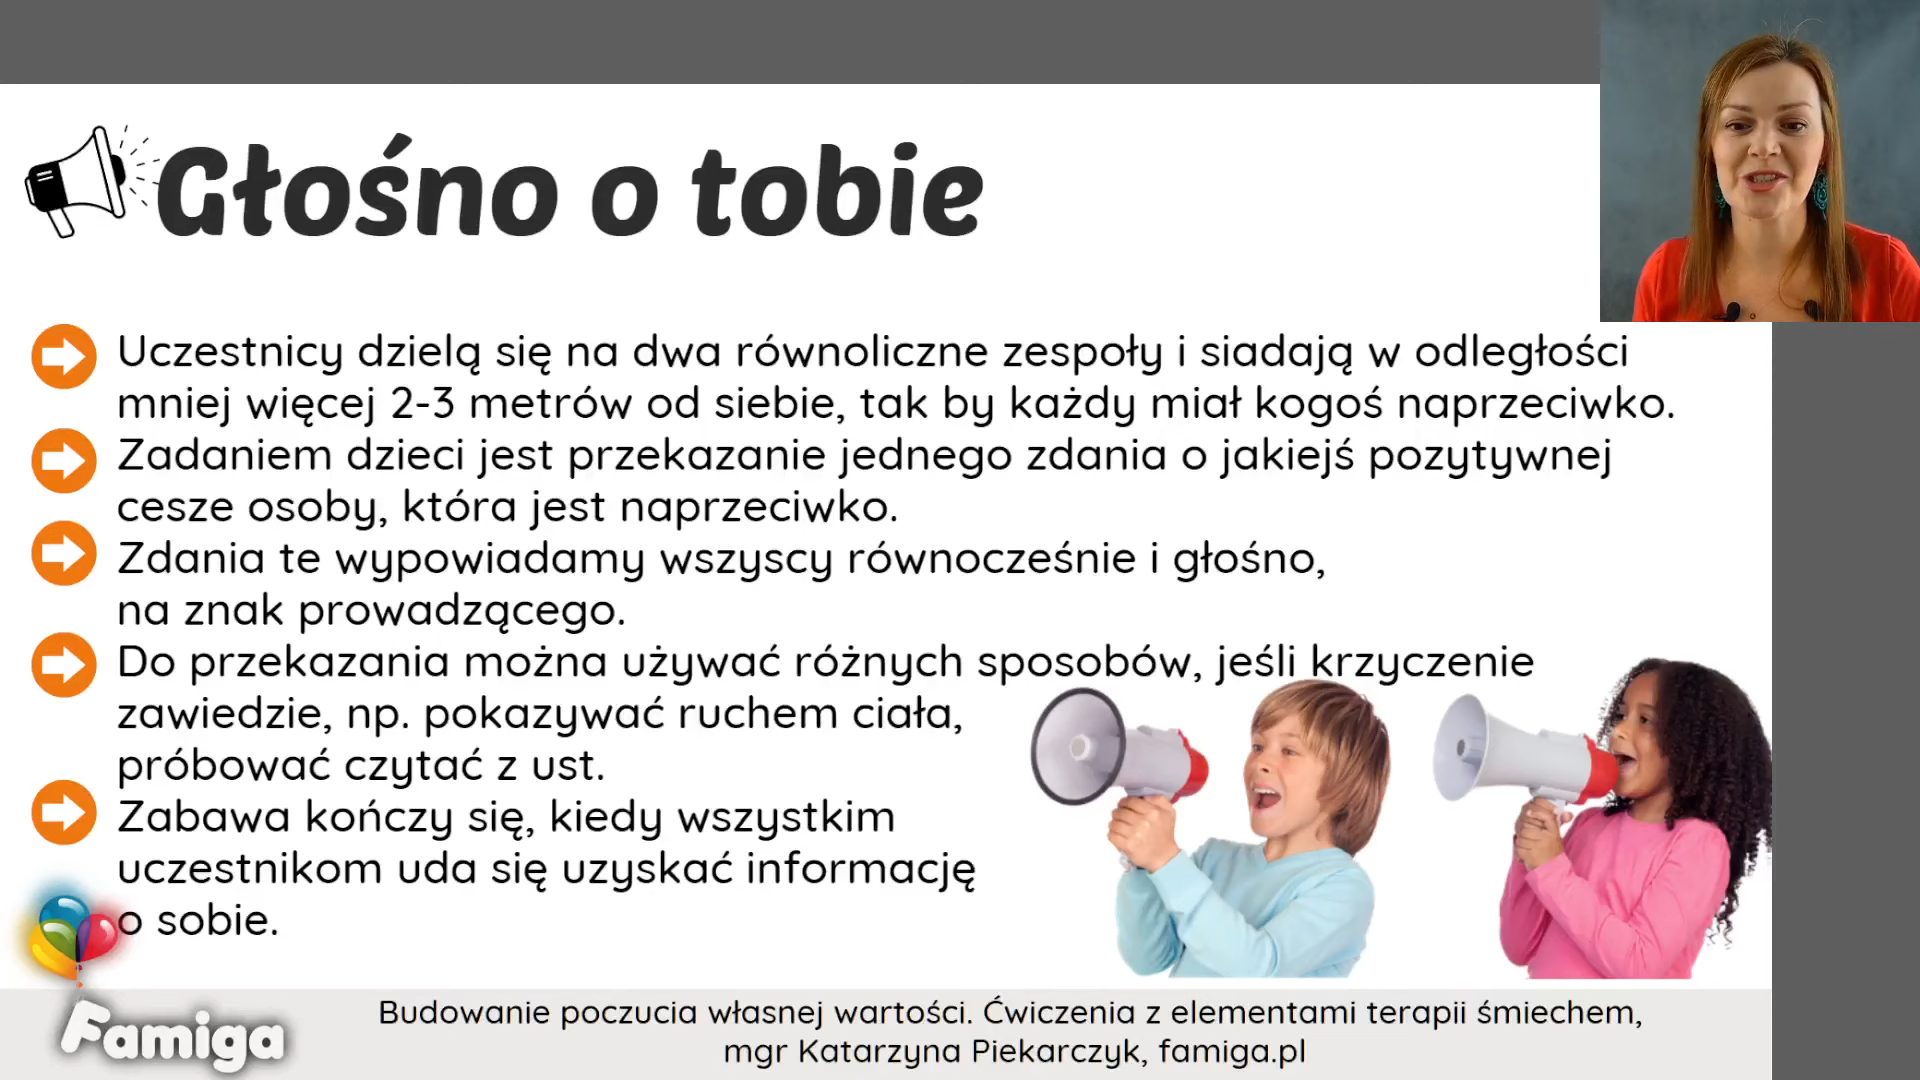 Głośno o tobie
Uczestnicy dzielą się na dwa równoliczne zespoły i siadają w odległości
mniej więcej 2-3 metrów od siebie, tak by każdy miał kogoś naprzeciwko.
Zadaniem dzieci jest przekazanie jednego zdania o jakiejś pozytywnej
cesze osoby, która jest naprzeciwko.
Zdania te wypowiadamy wszyscy równocześnie i głośno,
na znak prowadzącego.
Do przekazania można używać różnych sposobów, jeśli krzyczenie
zawiedzie, np. pokazywać ruchem ciała,
próbować czytać z ust.
Zabawa kończy się, kiedy wszystkim
uczestnikom uda się uzyskać informację
o sobie.
Famiga
Budowanie poczucia własnej wartości. Ćwiczenia z elementami terapii śmiechem,
mgr Katarzyna Piekarczyk, famiga.pl